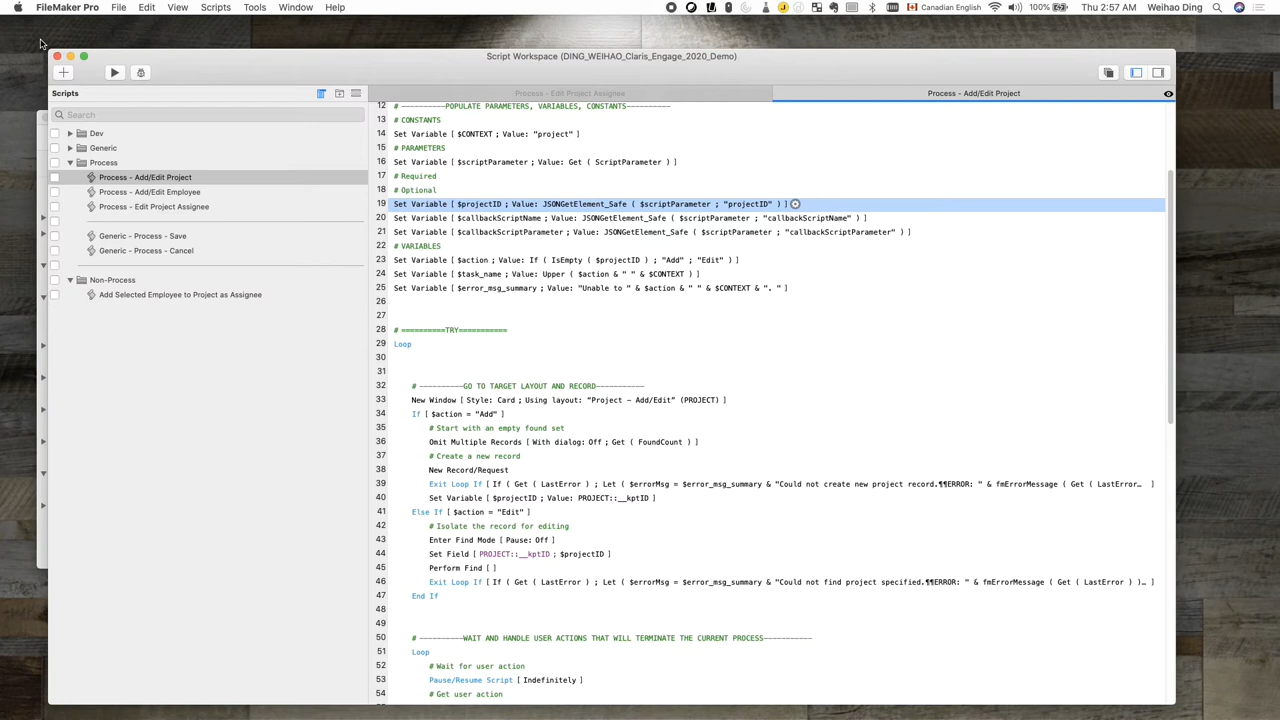 FileMaker Pro File Edit View Scripts Tools Window Help Canadian English 100% Thu 2:57 AM Weihao Ding
Script Workspace (DING_WEIHAO_Claris_Engage_2020_Demo)
Scripts
Process - Edit Project Assignee
Process - Add/Edit Project
Search
Dev
Generic
Process
Process - Add/Edit Project
Process - Add/Edit Employee
Process - Edit Project Assignee
Generic - Process - Save
Generic - Process - Cancel
Non-Process
Add Selected Employee to Project as Assignee
12 # ----------POPULATE PARAMETERS, VARIABLES, CONSTANTS----------
13 # CONSTANTS
14 Set Variable [ $CONTEXT ; Value: "project" ]
15 # PARAMETERS
16 Set Variable [ $scriptParameter ; Value: Get ( ScriptParameter ) ]
17 # Required
18 # Optional
19 Set Variable [ $projectID ; Value: JSONGetElement_Safe ( $scriptParameter ; "projectID" ) ]
20 Set Variable [ $callbackScriptName ; Value: JSONGetElement_Safe ( $scriptParameter ; "callbackScriptName" ) ]
21 Set Variable [ $callbackScriptParameter ; Value: JSONGetElement_Safe ( $scriptParameter ; "callbackScriptParameter" ) ]
22 # VARIABLES
23 Set Variable [ $action ; Value: If ( IsEmpty ( $projectID ) ; "Add" ; "Edit" ) ]
24 Set Variable [ $task_name ; Value: Upper ( $action & " " & $CONTEXT ) ]
25 Set Variable [ $error_msg_summary ; Value: "Unable to " & $action & " " & $CONTEXT & ". " ]
26
27
28 # ==========TRY===========
29 Loop
30
31
32 # ----------GO TO TARGET LAYOUT AND RECORD-----------
33 New Window [ Style: Card ; Using layout: “Project - Add/Edit” (PROJECT) ]
34 If [ $action = "Add" ]
35 # Start with an empty found set
36 Omit Multiple Records [ With dialog: Off ; Get ( FoundCount ) ]
37 # Create a new record
38 New Record/Request
39 Exit Loop If [ If ( Get ( LastError ) ; Let ( $errorMsg = $error_msg_summary & "Could not create new project record.¶¶ERROR: " & fmErrorMessage ( Get ( LastError… ]
40 Set Variable [ $projectID ; Value: PROJECT::__kptID ]
41 Else If [ $action = "Edit" ]
42 # Isolate the record for editing
43 Enter Find Mode [ Pause: Off ]
44 Set Field [ PROJECT::__kptID ; $projectID ]
45 Perform Find [ ]
46 Exit Loop If [ If ( Get ( LastError ) ; Let ( $errorMsg = $error_msg_summary & "Could not find project specified.¶¶ERROR: " & fmErrorMessage ( Get ( LastError ) )… ]
47 End If
48
49
50 # ----------WAIT AND HANDLE USER ACTIONS THAT WILL TERMINATE THE CURRENT PROCESS-----------
51 Loop
52 # Wait for user action
53 Pause/Resume Script [ Indefinitely ]
54 # Get user action